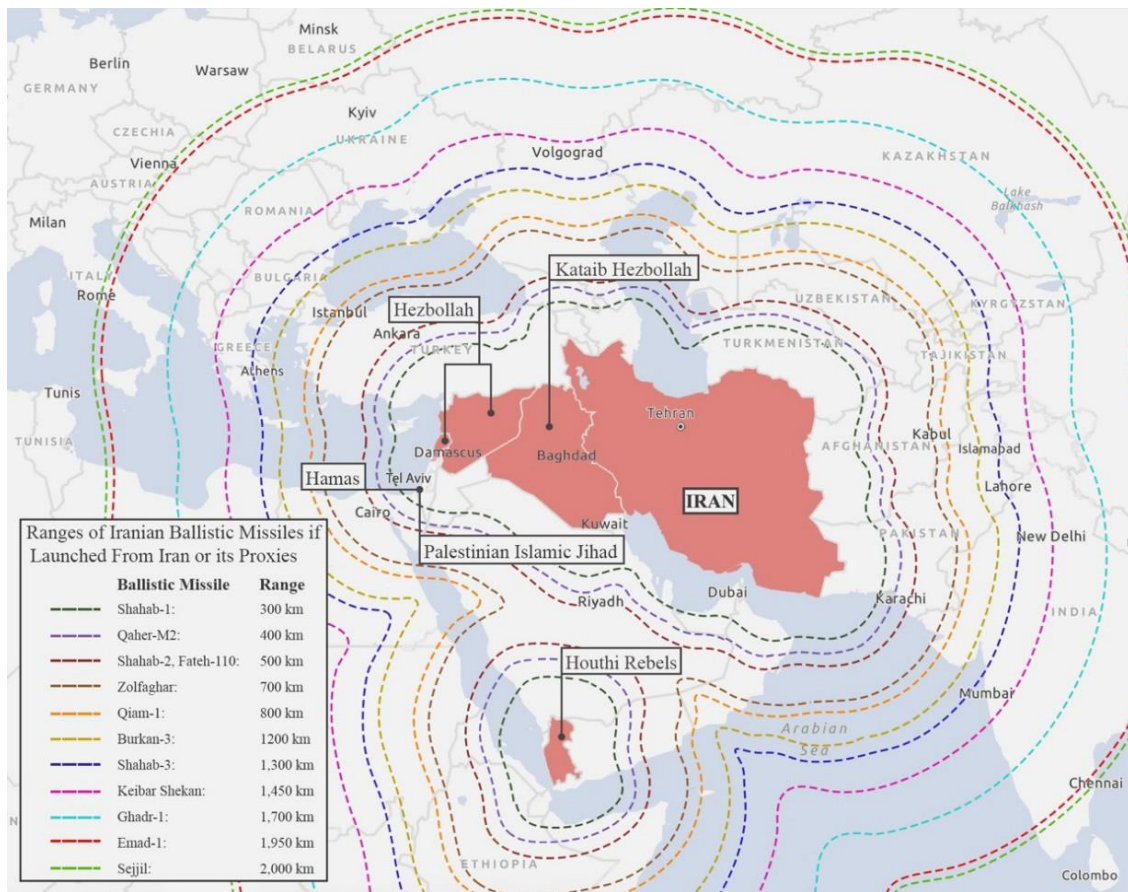 Minsk
BELARUS
Berlin
Warsaw
GERMANY
Kyiv
UKRAINE
CZECHIA
Vienna
AUSTRIA
Volgograd
KAZAKHSTAN
Lake
Balkhash
Milan
ROMANIA
ITALY
Rome
BULGARIA
Kataib Hezbollah
Hezbollah
Istanbul
Ankara
TURKEY
UZBEKISTAN
KYRGYZSTAN
TURKMENISTAN
TAJIKISTAN
GREECE
Athens
Tunis
TUNISIA
Tehran
Damascus
Baghdad
AFGHANISTAN
Kabul
Islamabad
Hamas
Tel Aviv
IRAN
Lahore
Cairo
Kuwait
PAKISTAN
New Delhi
Palestinian Islamic Jihad
Riyadh
Dubai
Karachi
INDIA
Houthi Rebels
Mumbai
Arabian
Sea
Chennai
ETHIOPIA
Colombo
Ranges of Iranian Ballistic Missiles if
Launched From Iran or its Proxies
Ballistic Missile Range
Shahab-1: 300 km
Qaher-M2: 400 km
Shahab-2, Fateh-110: 500 km
Zolfaghar: 700 km
Qiam-1: 800 km
Burkan-3: 1200 km
Shahab-3: 1,300 km
Keibar Shekan: 1,450 km
Ghadr-1: 1,700 km
Emad-1: 1,950 km
Sejjil: 2,000 km